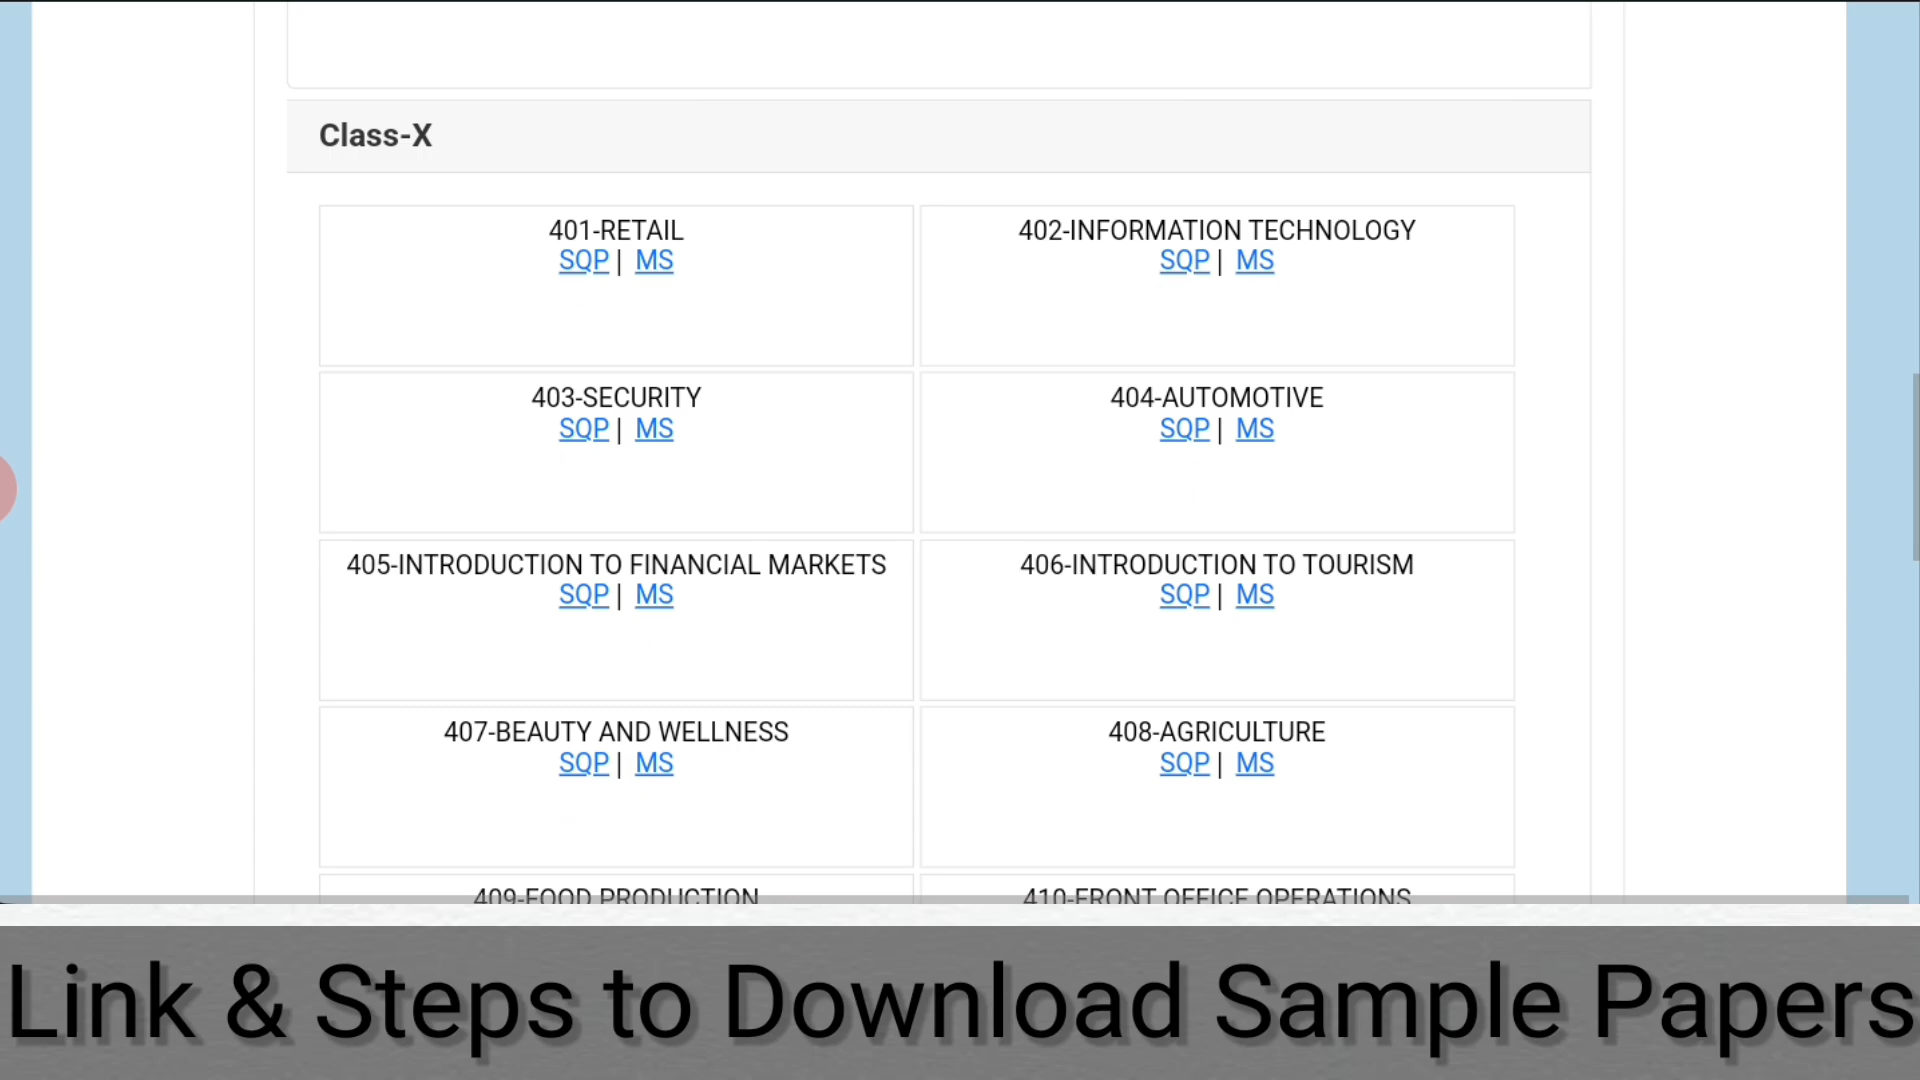 Class-X
401-RETAIL
SQP | MS
402-INFORMATION TECHNOLOGY
SQP | MS
403-SECURITY
SQP | MS
404-AUTOMOTIVE
SQP | MS
405-INTRODUCTION TO FINANCIAL MARKETS
SQP | MS
406-INTRODUCTION TO TOURISM
SQP | MS
407-BEAUTY AND WELLNESS
SQP | MS
408-AGRICULTURE
SQP | MS
409-FOOD PRODUCTION
410-FRONT OFFICE OPERATIONS
Link & Steps to Download Sample Papers